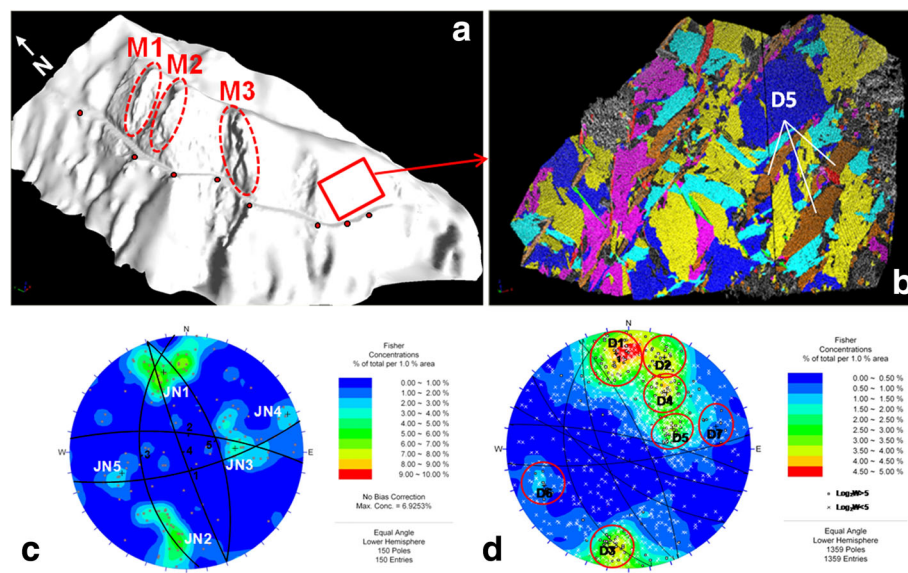 a
N
M1
M2
M3
D5
b
N
JN1
JN4
W
E
2
3
4
5
1
JN5
JN3
JN2
c
Fisher
Concentrations
% of total per 1.0 % area
0.00 ~ 1.00 %
1.00 ~ 2.00 %
2.00 ~ 3.00 %
3.00 ~ 4.00 %
4.00 ~ 5.00 %
5.00 ~ 6.00 %
6.00 ~ 7.00 %
7.00 ~ 8.00 %
8.00 ~ 9.00 %
9.00 ~ 10.00 %
No Bias Correction
Max. Conc. = 6.9253%
Equal Angle
Lower Hemisphere
150 Poles
150 Entries
N
D1
D2
D4
D5
D7
W
E
D6
D3
d
Fisher
Concentrations
% of total per 1.0 % area
0.00 ~ 0.50 %
0.50 ~ 1.00 %
1.00 ~ 1.50 %
1.50 ~ 2.00 %
2.00 ~ 2.50 %
2.50 ~ 3.00 %
3.00 ~ 3.50 %
3.50 ~ 4.00 %
4.00 ~ 4.50 %
4.50 ~ 5.00 %
Equal Angle
Lower Hemisphere
1359 Poles
1359 Entries